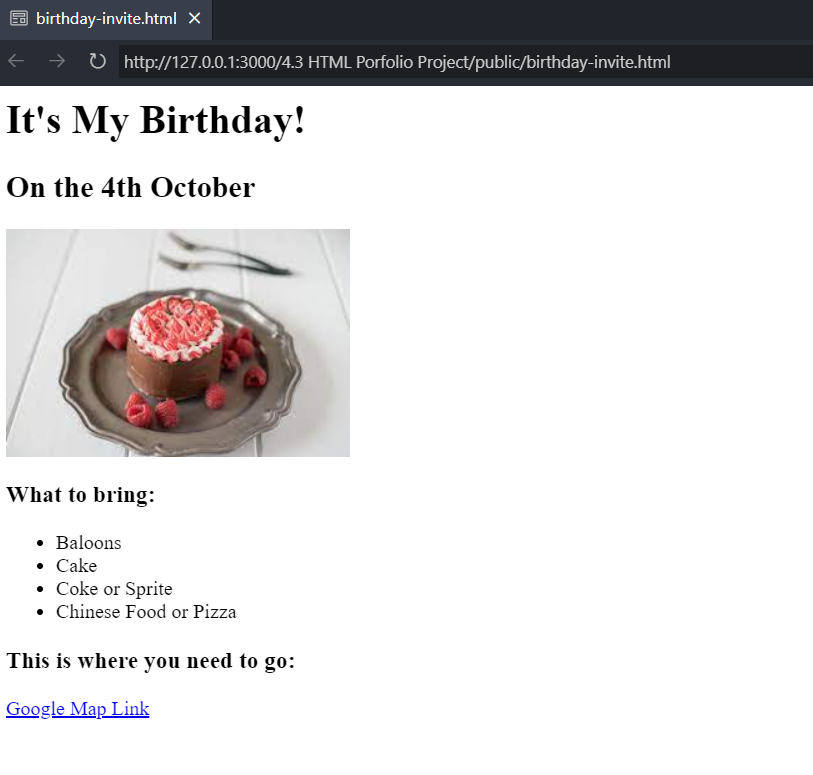 birthday-invite.html
http://127.0.0.1:3000/4.3 HTML Porfolio Project/public/birthday-invite.html
It's My Birthday!
On the 4th October
What to bring:
Baloons
Cake
Coke or Sprite
Chinese Food or Pizza
This is where you need to go:
Google Map Link